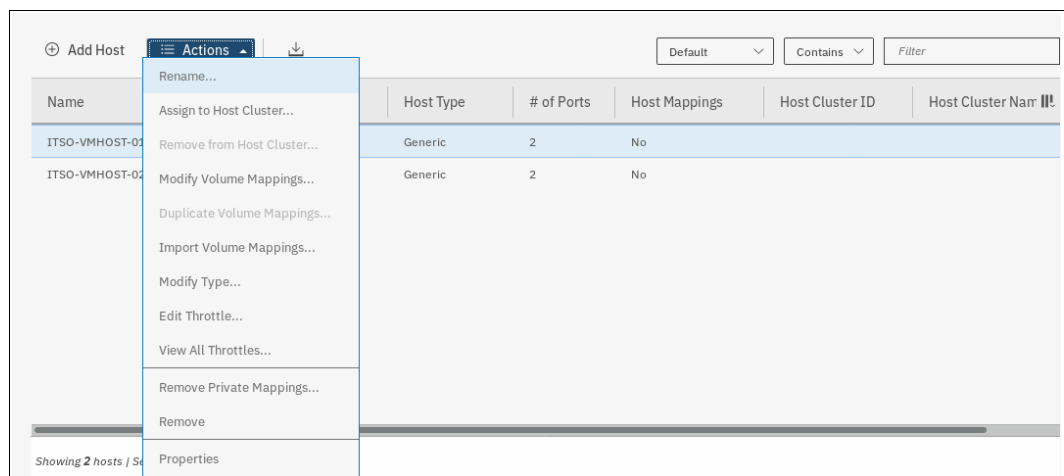 Add Host
Actions
Default
Contains
Filter
Rename...
Name
Host Type
# of Ports
Host Mappings
Host Cluster ID
Host Cluster Nam
Assign to Host Cluster...
ITSO-VMHOST-01
Generic
2
No
Remove from Host Cluster...
ITSO-VMHOST-02
Generic
2
No
Modify Volume Mappings...
Duplicate Volume Mappings...
Import Volume Mappings...
Modify Type...
Edit Throttle...
View All Throttles...
Remove Private Mappings...
Remove
Showing 2 hosts | Se
Properties